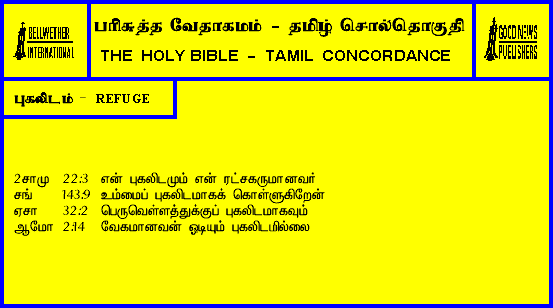 BELLWETHER
INTERNATIONAL
பரிசுத்த வேதாகமம் - தமிழ் சொல்தொகுதி
THE HOLY BIBLE - TAMIL CONCORDANCE
GOOD NEWS
PUBLISHERS
புகலிடம் - REFUGE
2சாமு 22:3 என் புகலிடமும் என் ரட்சகருமானவர்
சங் 143:9 உம்மைப் புகலிடமாகக் கொள்ளுகிறேன்
ஏசா 32:2 பெருவெள்ளத்துக்குப் புகலிடமாகவும்
ஆமோ 2:14 வேகமானவன் ஓடியும் புகலிடமில்லை